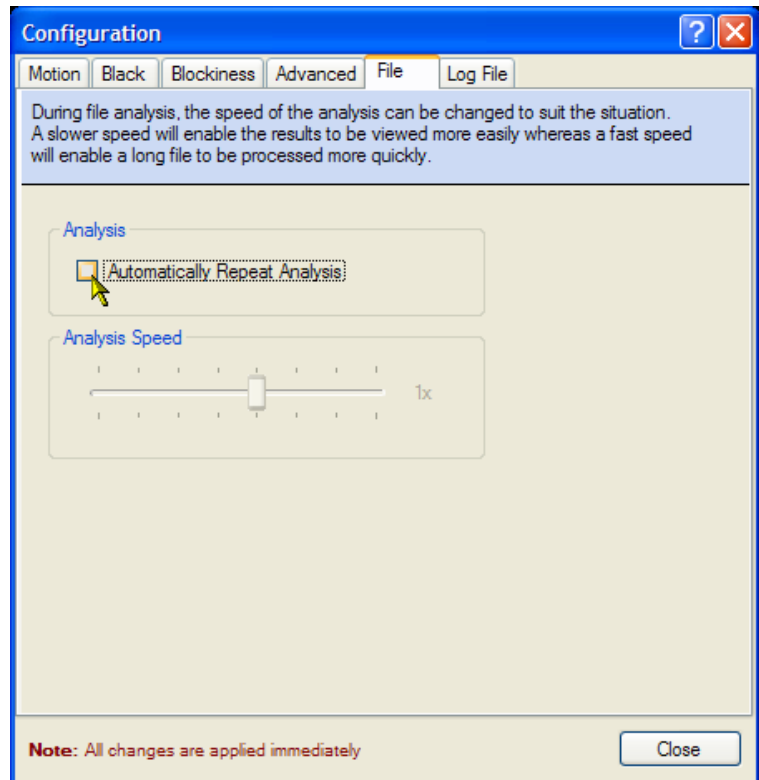 Configuration
Motion Black Blockiness Advanced File Log File
During file analysis, the speed of the analysis can be changed to suit the situation.
A slower speed will enable the results to be viewed more easily whereas a fast speed
will enable a long file to be processed more quickly.
Analysis
Automatically Repeat Analysis
Analysis Speed
1x
Note: All changes are applied immediately
Close